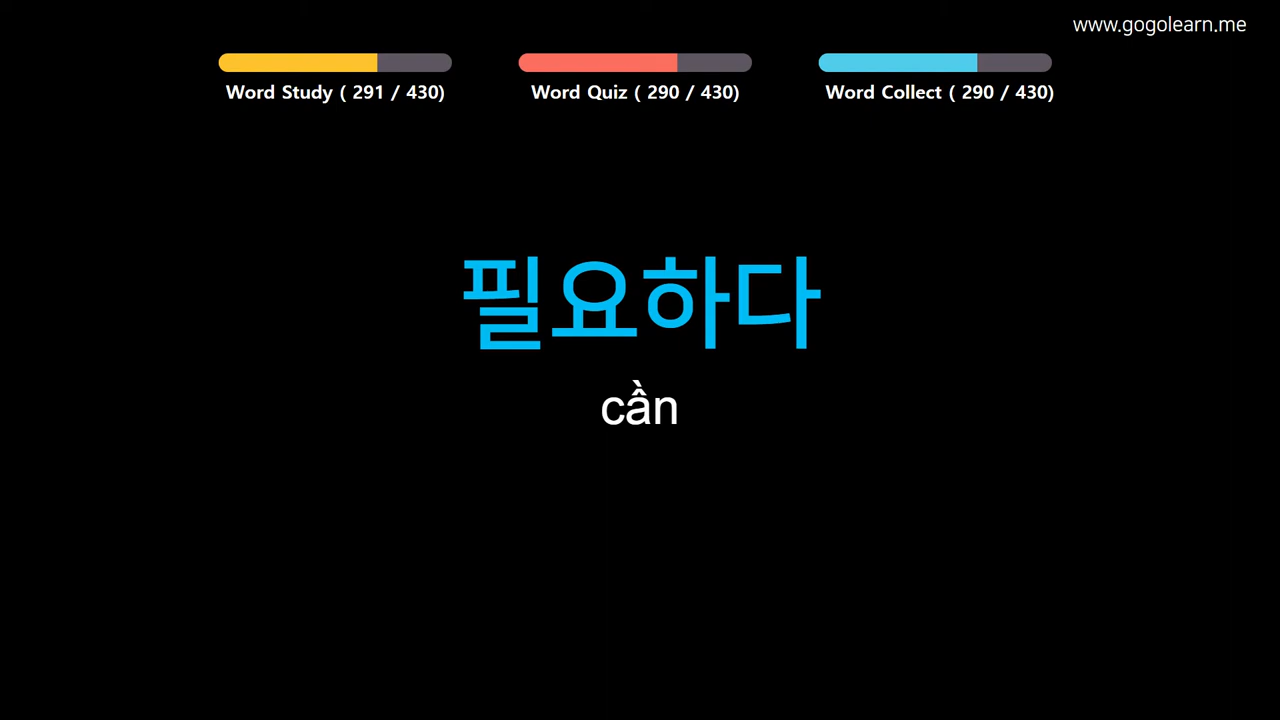 www.gogolearn.me
Word Study ( 291 / 430)
Word Quiz ( 290 / 430)
Word Collect ( 290 / 430)
필요하다
cần